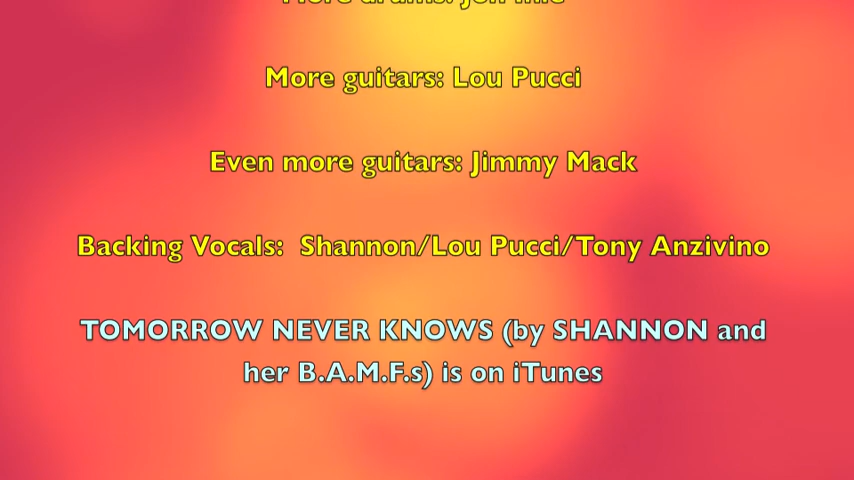 More guitars: Lou Pucci
Even more guitars: Jimmy Mack
Backing Vocals:  Shannon/Lou Pucci/Tony Anzivino
TOMORROW NEVER KNOWS (by SHANNON and
her B.A.M.F.s) is on iTunes